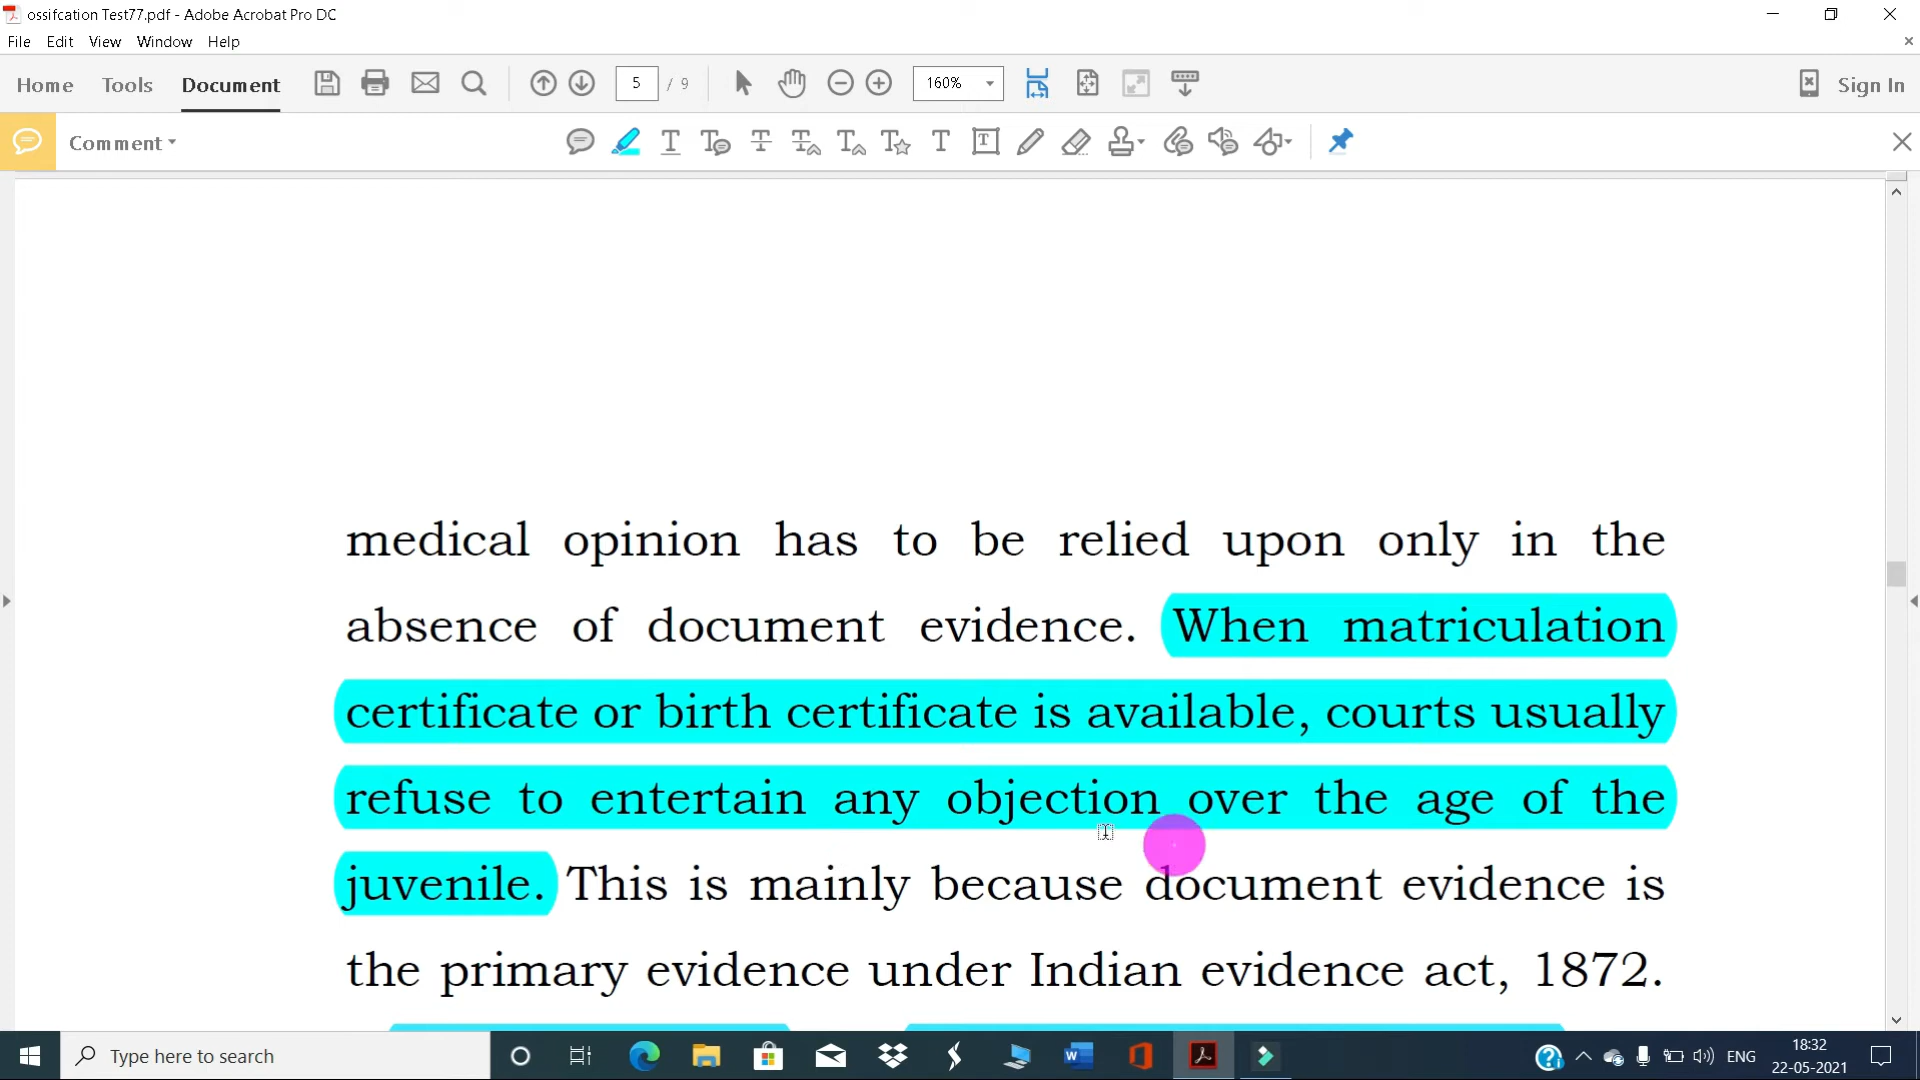 ossifcation Test77.pdf - Adobe Acrobat Pro DC
File Edit View Window Help
Home Tools Document 5 / 9 160% Sign In
Comment
medical opinion has to be relied upon only in the
absence of document evidence. When matriculation
certificate or birth certificate is available, courts usually
refuse to entertain any objection over the age of the
juvenile. This is mainly because document evidence is
the primary evidence under Indian evidence act, 1872.
Type here to search
ENG
18:32
22-05-2021